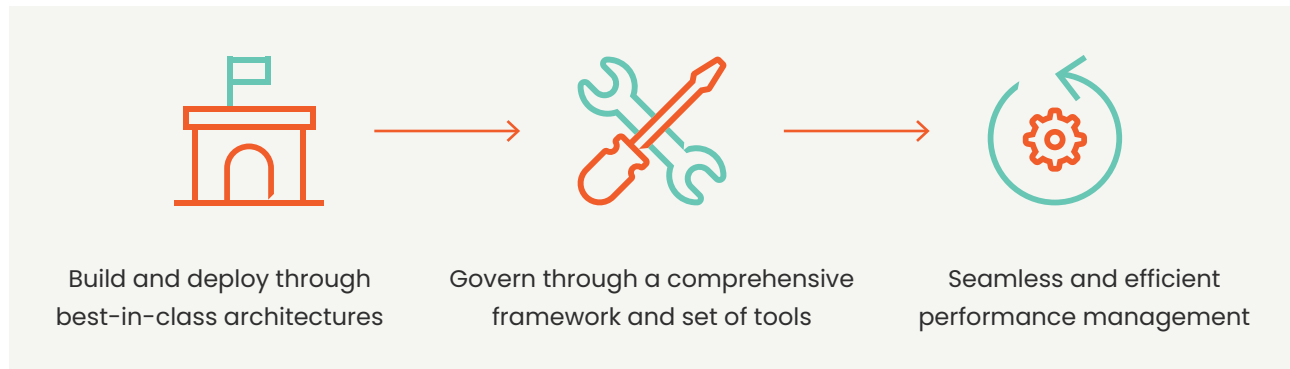 Build and deploy through
best-in-class architectures
Govern through a comprehensive
framework and set of tools
Seamless and efficient
performance management